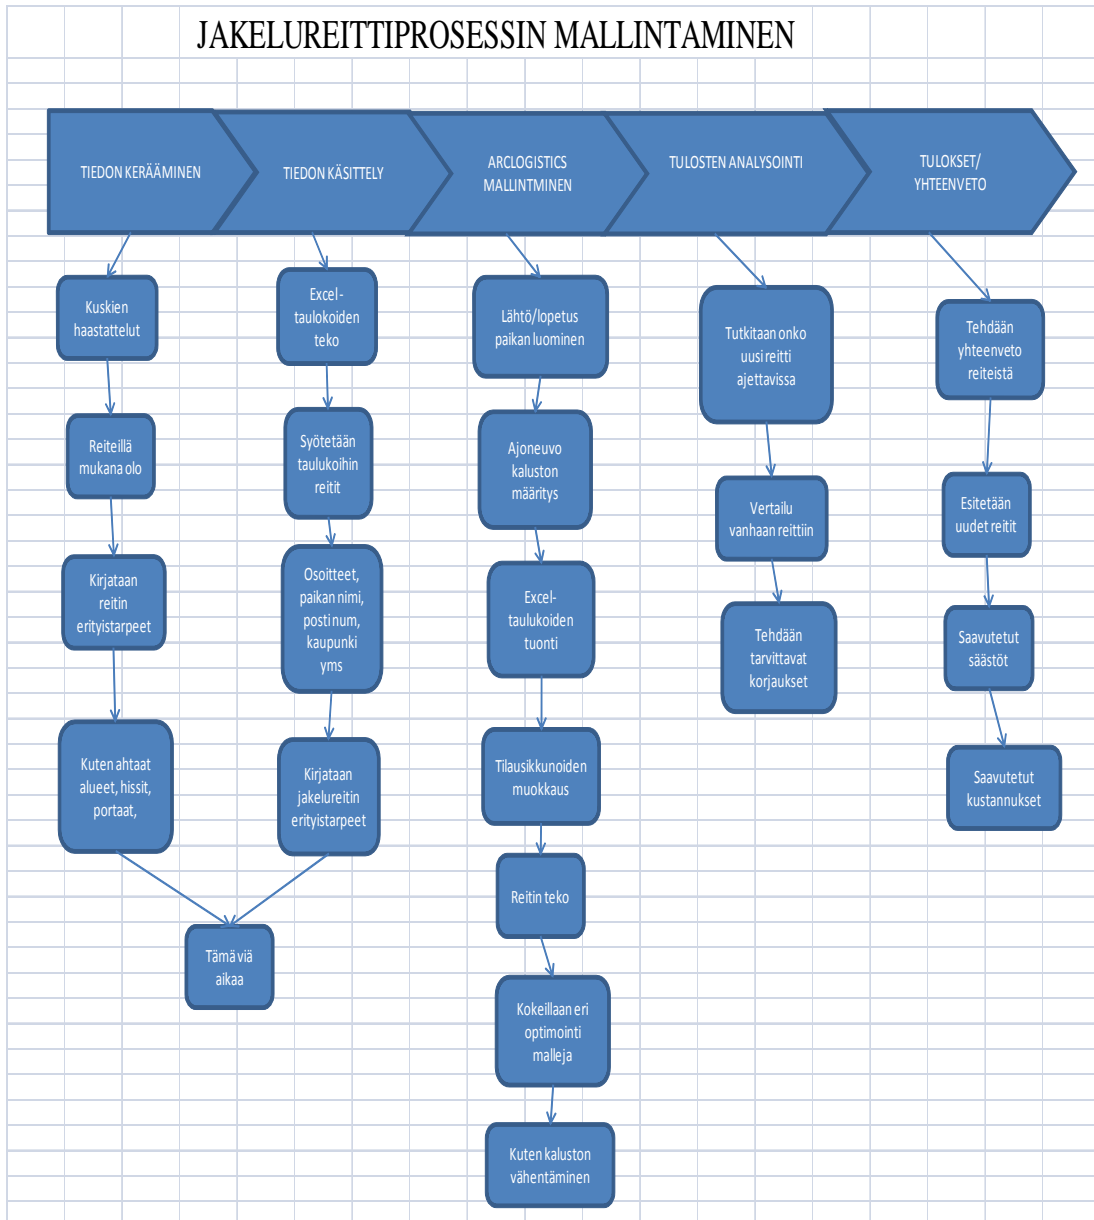 JAKELUREITTIPROSESSIN MALLINTAMINEN
TIEDON KERÄÄMINEN
TIEDON KÄSITTELY
ARCLOGISTICS
MALLINTMINEN
TULOSTEN ANALYSOINTI
TULOKSET/
YHTEENVETO
Kuskien
haastattelut
Reiteillä
mukana olo
Kirjataan
reitin
erityistarpeet
Kuten ahtaat
alueet, hissit,
portaat,
Excel-
taulokoiden
teko
Syötetään
taulukoihin
reitit
Osoitteet,
paikan nimi,
posti num,
kaupunki
yms
Kirjataan
jakelureitin
erityistarpeet
Tämä viä
aikaa
Lähtö/lopetus
paikan luominen
Ajoneuvo
kaluston
määritys
Excel-
taulukoiden
tuonti
Tilausikkunoiden
muokkaus
Reitin teko
Kokeillaan eri
optimointi
malleja
Kuten kaluston
vähentäminen
Tutkitaan onko
uusi reitti
ajettavissa
Vertailu
vanhaan reittiin
Tehdään
tarvittavat
korjaukset
Tehdään
yhteenveto
reiteistä
Esitetään
uudet reitit
Saavutetut
säästöt
Saavutetut
kustannukset